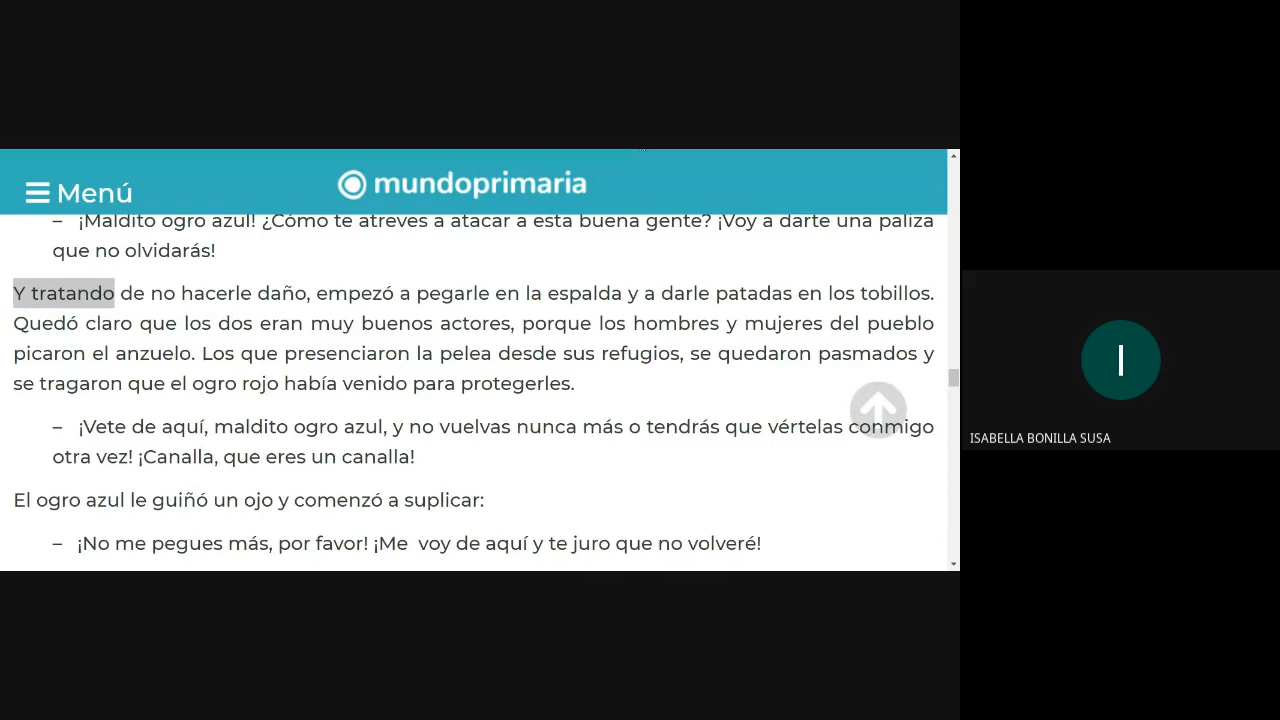 Menú
mundoprimaria
– ¡Maldito ogro azul! ¿Cómo te atreves a atacar a esta buena gente? ¡Voy a darte una paliza
que no olvidarás!
Y tratando de no hacerle daño, empezó a pegarle en la espalda y a darle patadas en los tobillos.
Quedó claro que los dos eran muy buenos actores, porque los hombres y mujeres del pueblo
picaron el anzuelo. Los que presenciaron la pelea desde sus refugios, se quedaron pasmados y
se tragaron que el ogro rojo había venido para protegerles.
– ¡Vete de aquí, maldito ogro azul, y no vuelvas nunca más o tendrás que vértelas conmigo
otra vez! ¡Canalla, que eres un canalla!
El ogro azul le guiñó un ojo y comenzó a suplicar:
– ¡No me pegues más, por favor! ¡Me voy de aquí y te juro que no volveré!
I
ISABELLA BONILLA SUSA